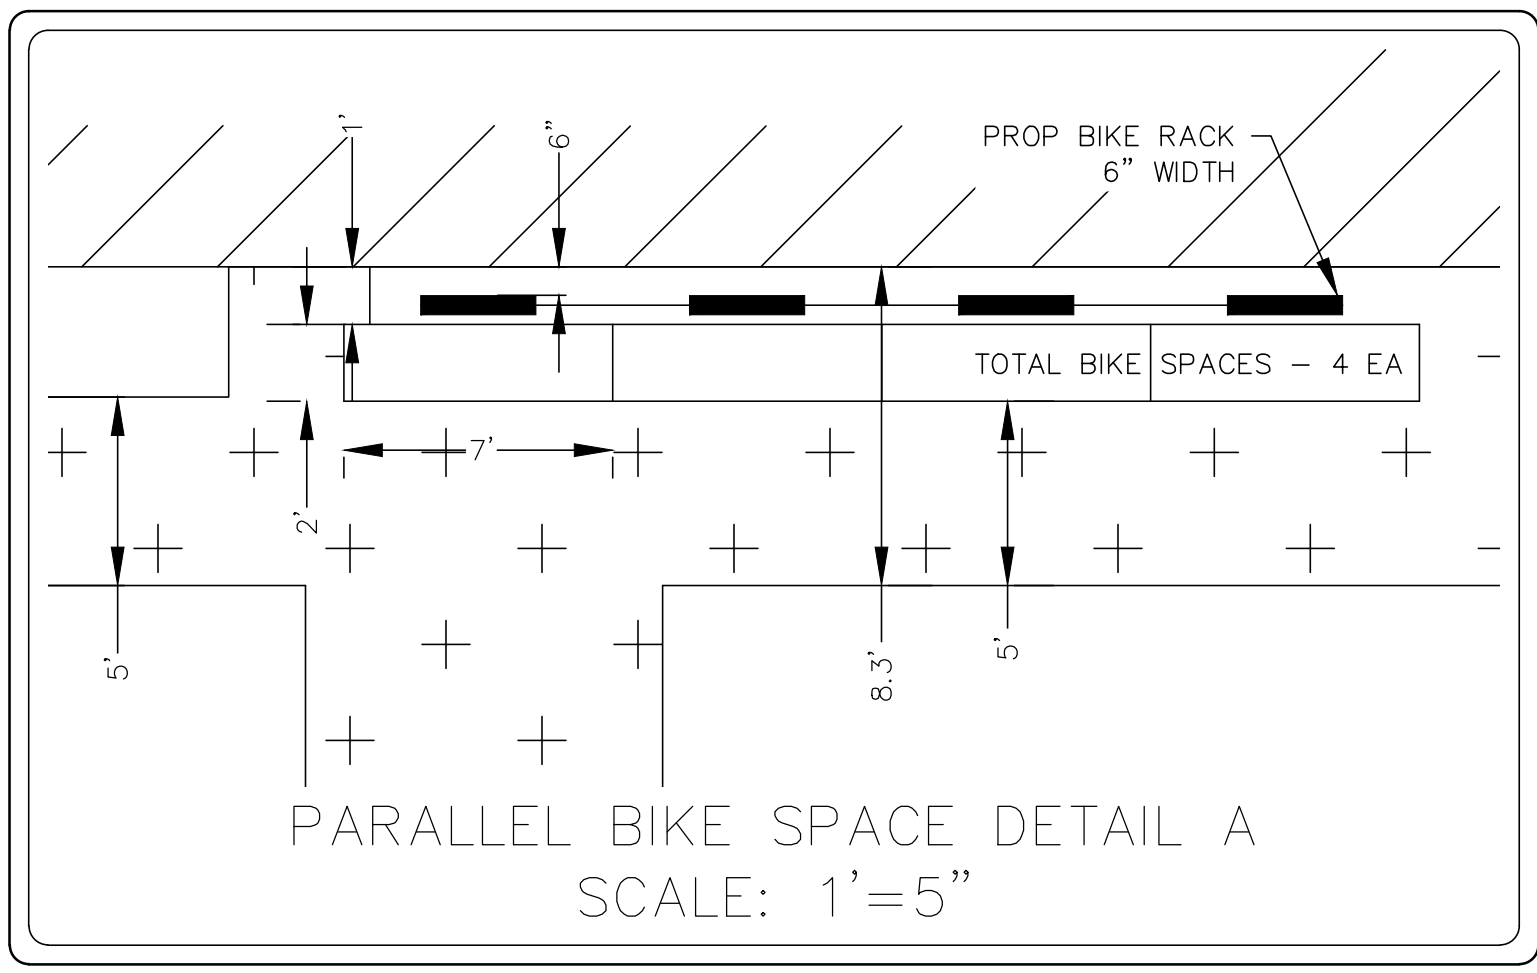 1'
6"
PROP BIKE RACK
6" WIDTH
TOTAL BIKE SPACES - 4 EA
7'
2'
5'
8.3'
5'
PARALLEL BIKE SPACE DETAIL A
SCALE: 1'=5"